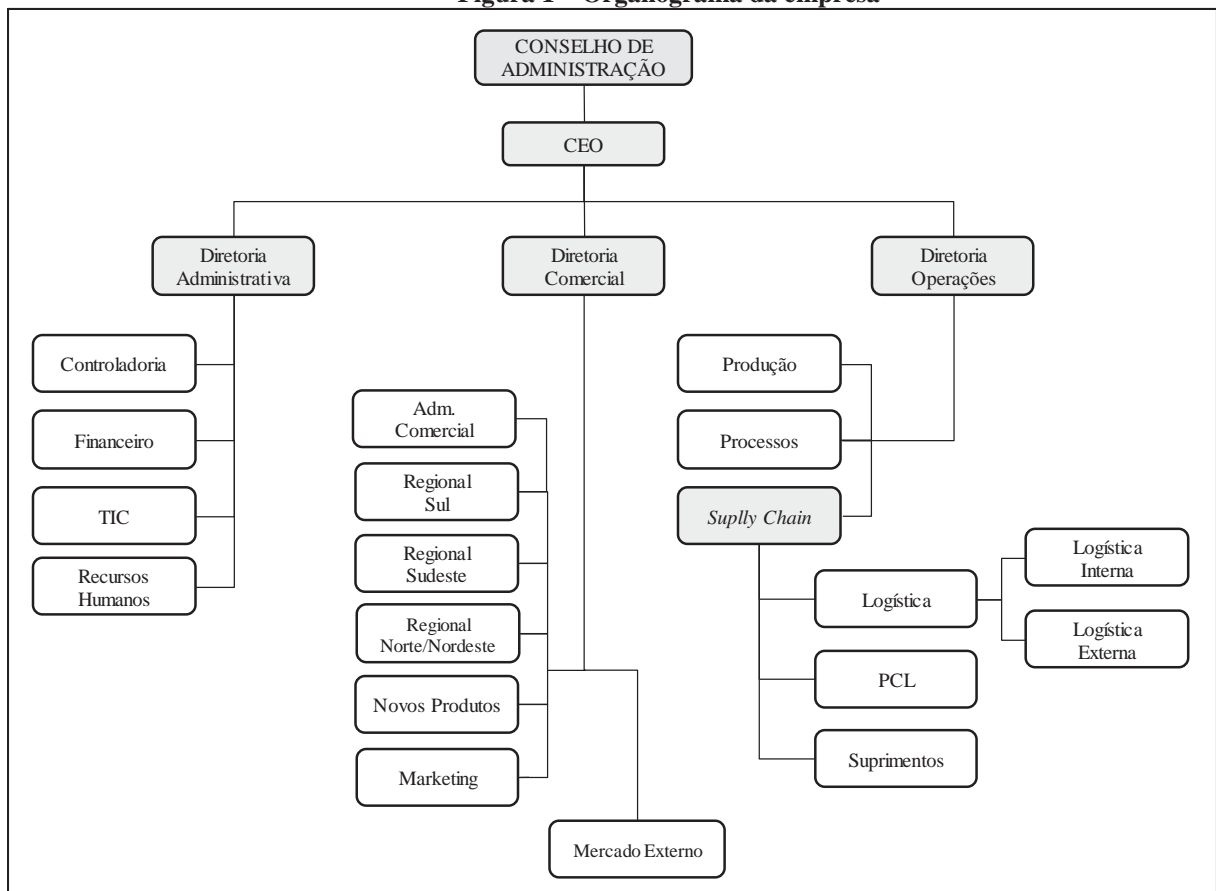 Figura 1 – Organograma da empresa
CONSELHO DE
ADMINISTRAÇÃO
CEO
Diretoria
Administrativa
Diretoria
Comercial
Diretoria
Operações
Controladoria
Financeiro
TIC
Recursos
Humanos
Adm.
Comercial
Regional
Sul
Regional
Sudeste
Regional
Norte/Nordeste
Novos Produtos
Marketing
Mercado Externo
Produção
Processos
Suplly Chain
Logística
PCL
Suprimentos
Logística
Interna
Logística
Externa